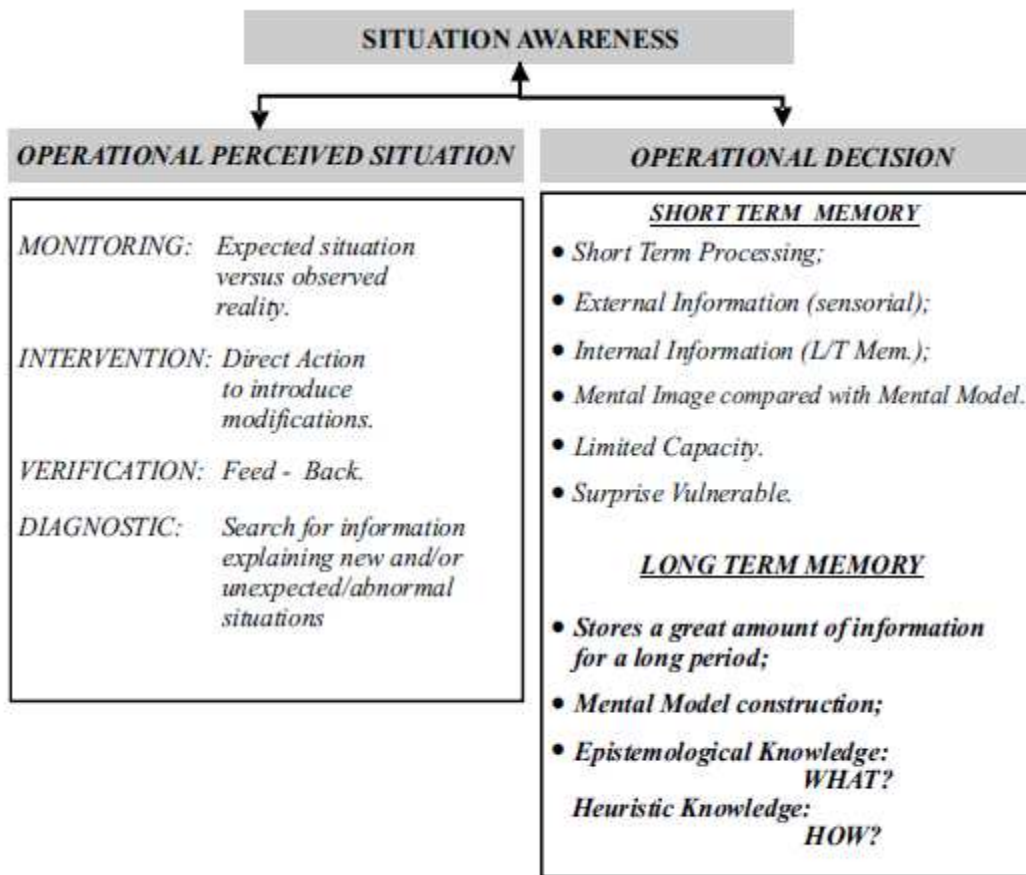 SITUATION AWARENESS
OPERATIONAL PERCEIVED SITUATION
MONITORING: Expected situation
versus observed
reality.
INTERVENTION: Direct Action
to introduce
modifications.
VERIFICATION: Feed - Back.
DIAGNOSTIC: Search for information
explaining new and/or
unexpected/abnormal
situations
OPERATIONAL DECISION
SHORT TERM MEMORY
• Short Term Processing;
• External Information (sensorial);
• Internal Information (L/T Mem.);
• Mental Image compared with Mental Model.
• Limited Capacity.
• Surprise Vulnerable.
LONG TERM MEMORY
• Stores a great amount of information
for a long period;
• Mental Model construction;
• Epistemological Knowledge:
WHAT?
Heuristic Knowledge:
HOW?